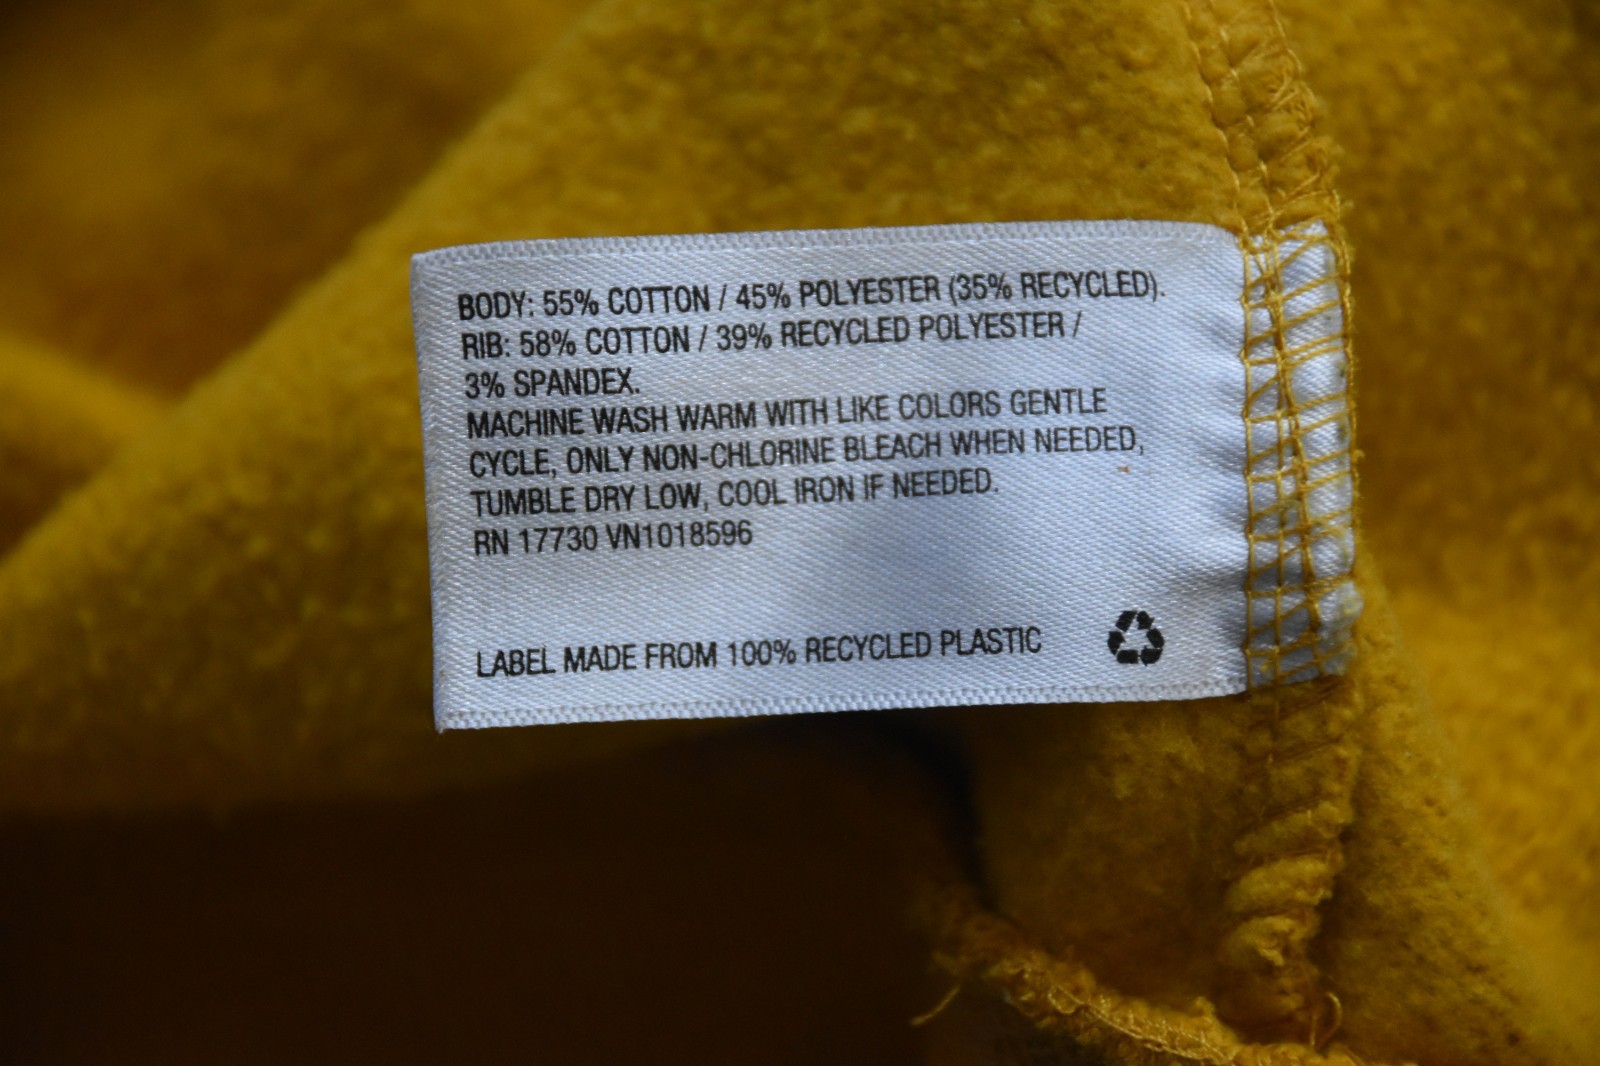 BODY: 55% COTTON / 45% POLYESTER (35% RECYCLED).
RIB: 58% COTTON / 39% RECYCLED POLYESTER /
3% SPANDEX.
MACHINE WASH WARM WITH LIKE COLORS GENTLE
CYCLE, ONLY NON-CHLORINE BLEACH WHEN NEEDED,
TUMBLE DRY LOW, COOL IRON IF NEEDED.
RN 17730 VN1018596
LABEL MADE FROM 100% RECYCLED PLASTIC